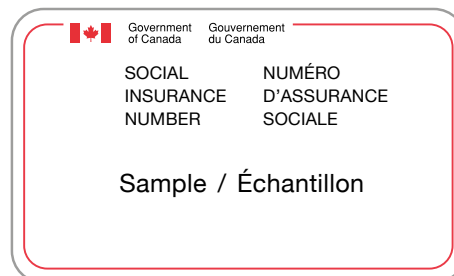 Government Gouvernement
of Canada du Canada
SOCIAL NUMÉRO
INSURANCE D'ASSURANCE
NUMBER SOCIALE
Sample / Échantillon